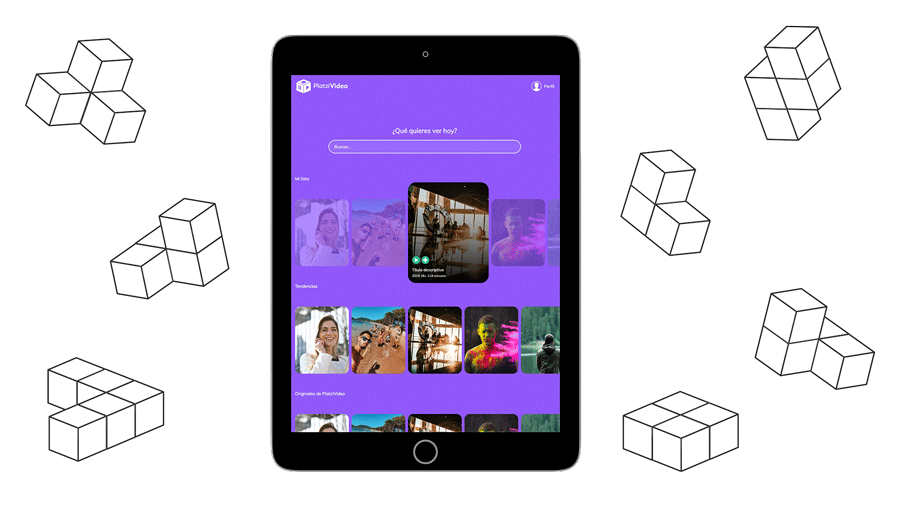 PlatziVideo
Perfil
¿Qué quieres ver hoy?
Buscar...
Mi lista
Título descriptivo
2019 16+ 114 minutos
Tendencias
Originales de PlatziVideo